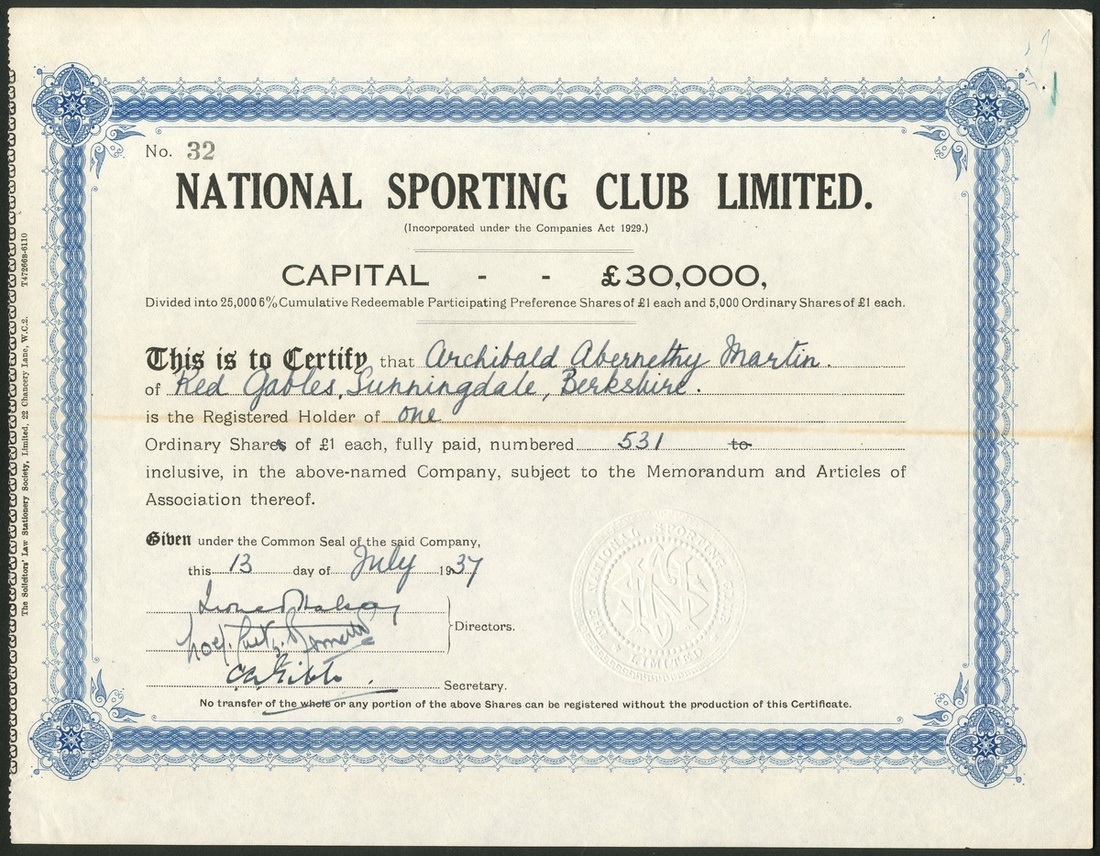 No. 32
NATIONAL SPORTING CLUB LIMITED.
(Incorporated under the Companies Act 1929.)
CAPITAL - - £30,000,
Divided into 25,000 6% Cumulative Redeemable Participating Preference Shares of £1 each and 5,000 Ordinary Shares of £1 each.
This is to Certify that Archibald Abernethy Martin.
of Red Gables, Sunningdale, Berkshire.
is the Registered Holder of one
Ordinary Shares of £1 each, fully paid, numbered 531 to
inclusive, in the above-named Company, subject to the Memorandum and Articles of
Association thereof.
Given under the Common Seal of the said Company,
this 13 day of July 1937
Directors.
Secretary.
No transfer of the whole or any portion of the above Shares can be registered without the production of this Certificate.
The Solicitors' Law Stationery Society, Limited, 22 Chancery Lane, W.C.2. T47266B-6110
NATIONAL SPORTING CLUB
LIMITED